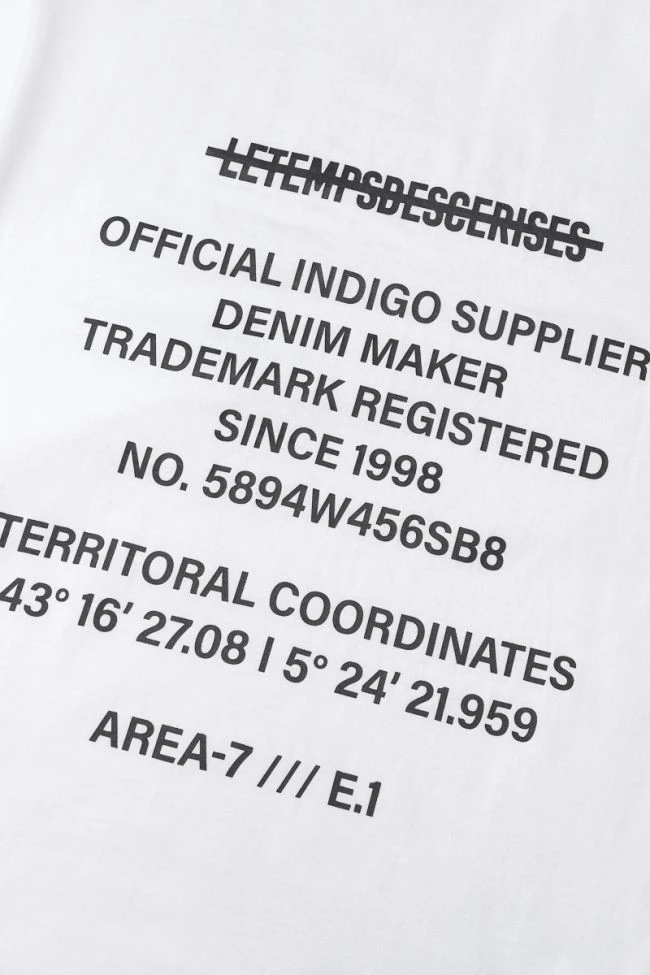 LETEMPSDESCERISES
OFFICIAL INDIGO SUPPLIER
DENIM MAKER
TRADEMARK REGISTERED
SINCE 1998
NO. 5894W456SB8
TERRITORAL COORDINATES
43° 16' 27.08 | 5° 24' 21.959
AREA-7 /// E.1